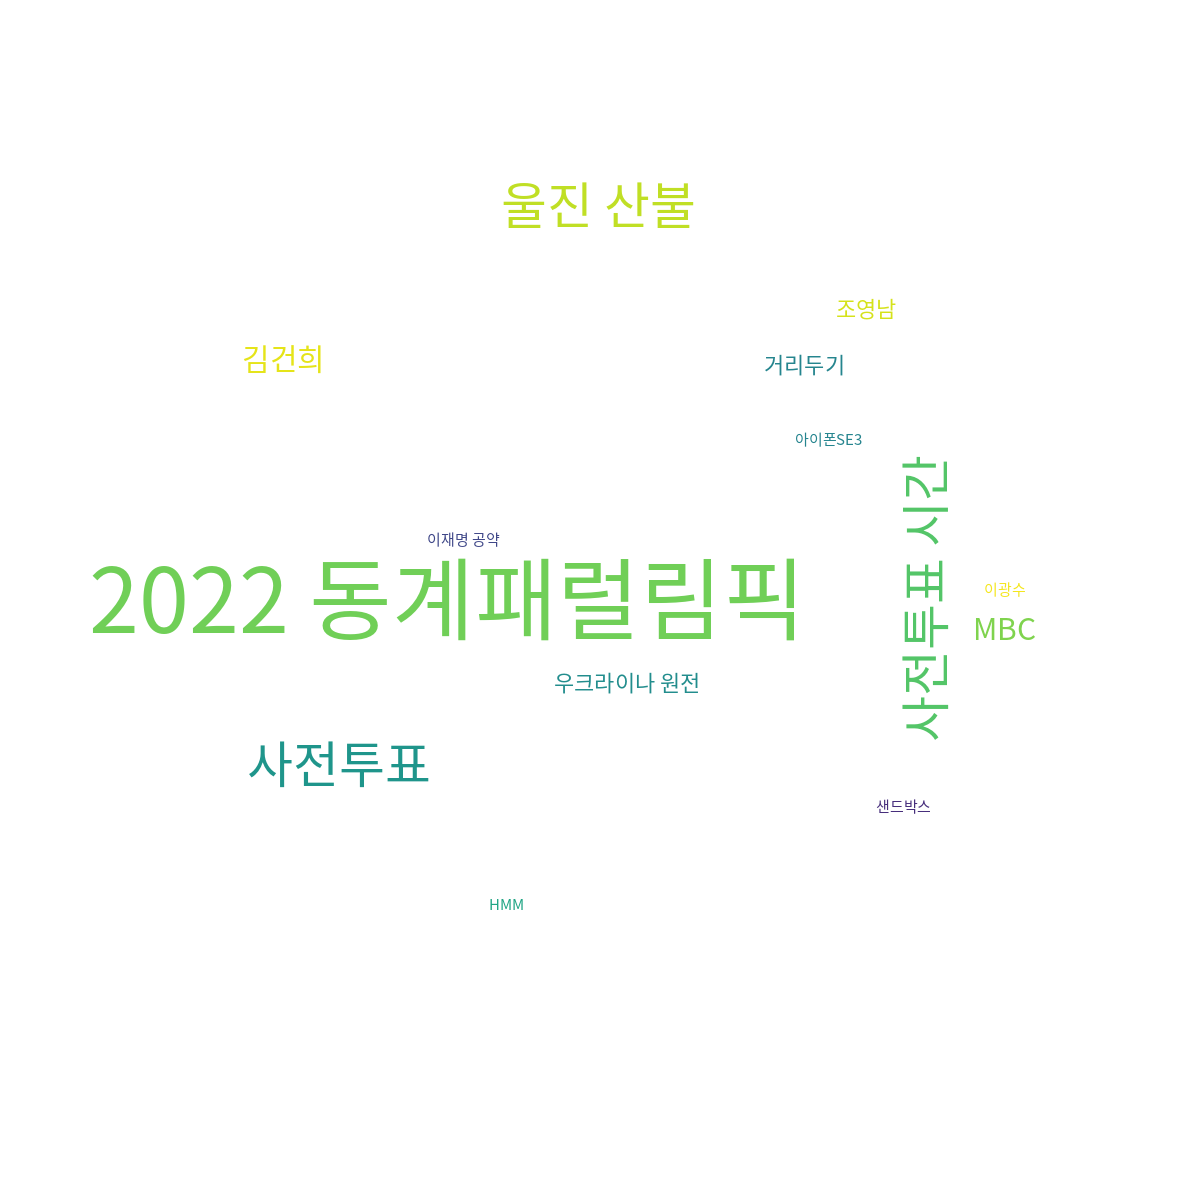 울진 산불
조영남
김건희
거리두기
아이폰SE3
이재명 공약
2022 동계패럴림픽
사전투표 시간
이광수
MBC
우크라이나 원전
사전투표
샌드박스
HMM